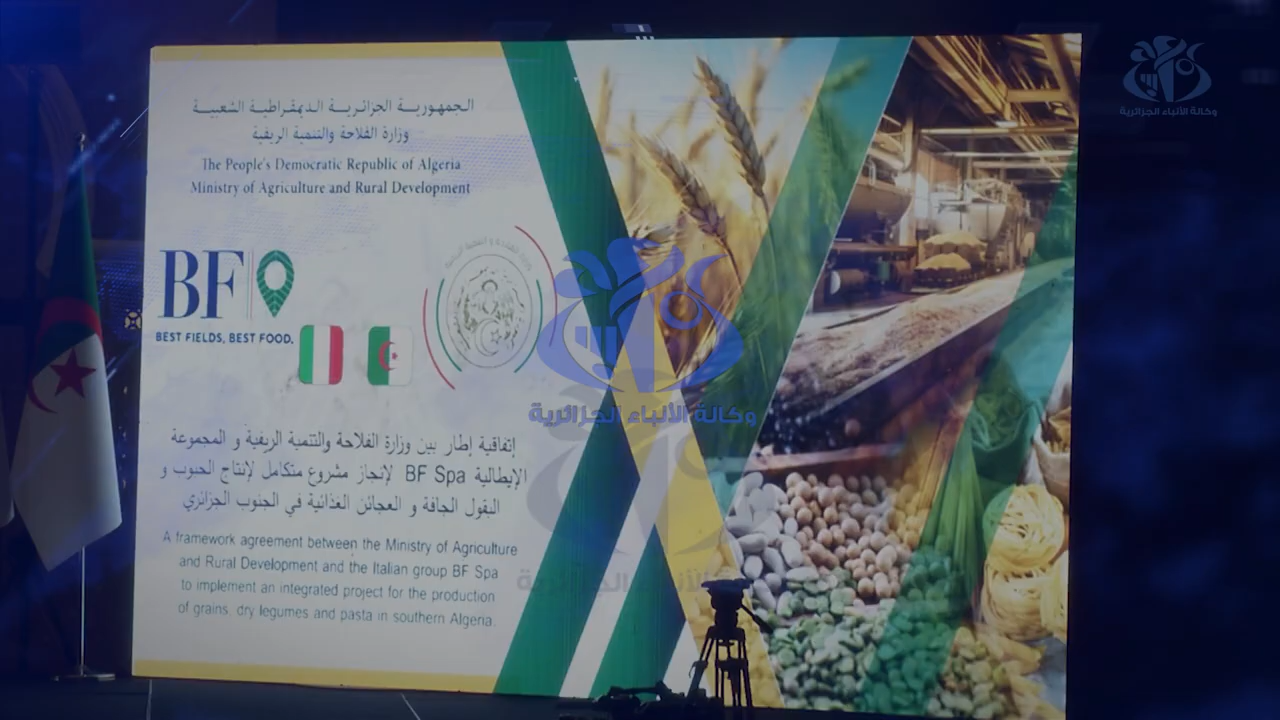 الجمهورية الجزائرية الديمقراطية الشعبية
وزارة الفلاحة والتنمية الريفية
The People's Democratic Republic of Algeria
Ministry of Agriculture and Rural Development
BF
BEST FIELDS, BEST FOOD.
إتفاقية إطار بين وزارة الفلاحة والتنمية الريفية و المجموعة
الإيطالية BF Spa لإنجاز مشروع متكامل لإنتاج الحبوب و
البقول الجافة و العجائن الغذائية في الجنوب الجزائري
A framework agreement between the Ministry of Agriculture
and Rural Development and the Italian group BF Spa
to implement an integrated project for the production
of grains, dry legumes and pasta in southern Algeria.
وكالة الأنباء الجزائرية
وكالة الأنباء الجزائرية